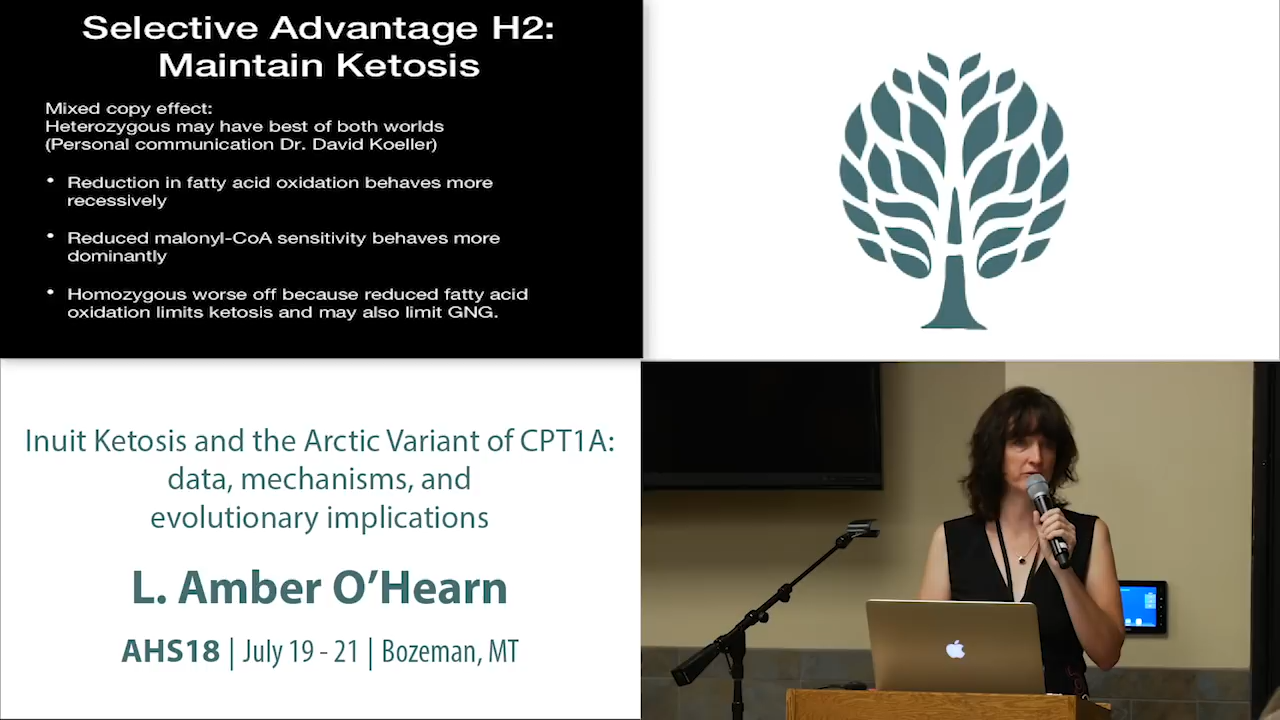 Selective Advantage H2:
Maintain Ketosis
Mixed copy effect:
Heterozygous may have best of both worlds
(Personal communication Dr. David Koeller)
• Reduction in fatty acid oxidation behaves more
recessively
• Reduced malonyl-CoA sensitivity behaves more
dominantly
• Homozygous worse off because reduced fatty acid
oxidation limits ketosis and may also limit GNG.
Inuit Ketosis and the Arctic Variant of CPT1A:
data, mechanisms, and
evolutionary implications
L. Amber O’Hearn
AHS18 | July 19 - 21 | Bozeman, MT